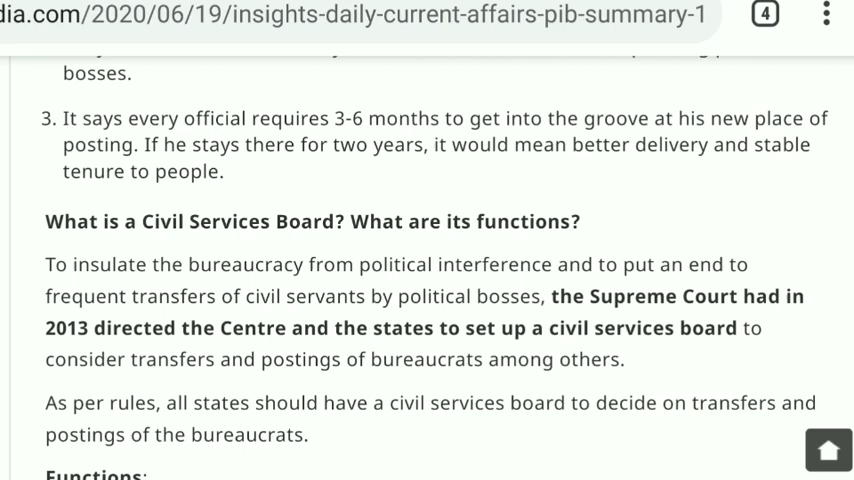 dia.com/2020/06/19/insights-daily-current-affairs-pib-summary-1
4
bosses.
3. It says every official requires 3-6 months to get into the groove at his new place of
posting. If he stays there for two years, it would mean better delivery and stable
tenure to people.
What is a Civil Services Board? What are its functions?
To insulate the bureaucracy from political interference and to put an end to
frequent transfers of civil servants by political bosses, the Supreme Court had in
2013 directed the Centre and the states to set up a civil services board to
consider transfers and postings of bureaucrats among others.
As per rules, all states should have a civil services board to decide on transfers and
postings of the bureaucrats.
Functions: